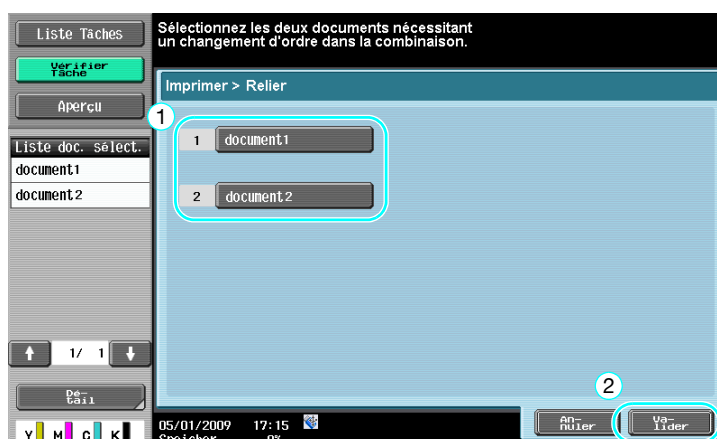 Liste Tâches
Vérifier
Tâche
Aperçu
Liste doc. sélect.
document1
document2
1/ 1
Dé-
tail
Y M C K
Sélectionnez les deux documents nécessitant
un changement d'ordre dans la combinaison.
Imprimer > Relier
1
1 document1
2 document2
2
05/01/2009 17:15
Speicher 0%
An-
nuler
Va-
lider